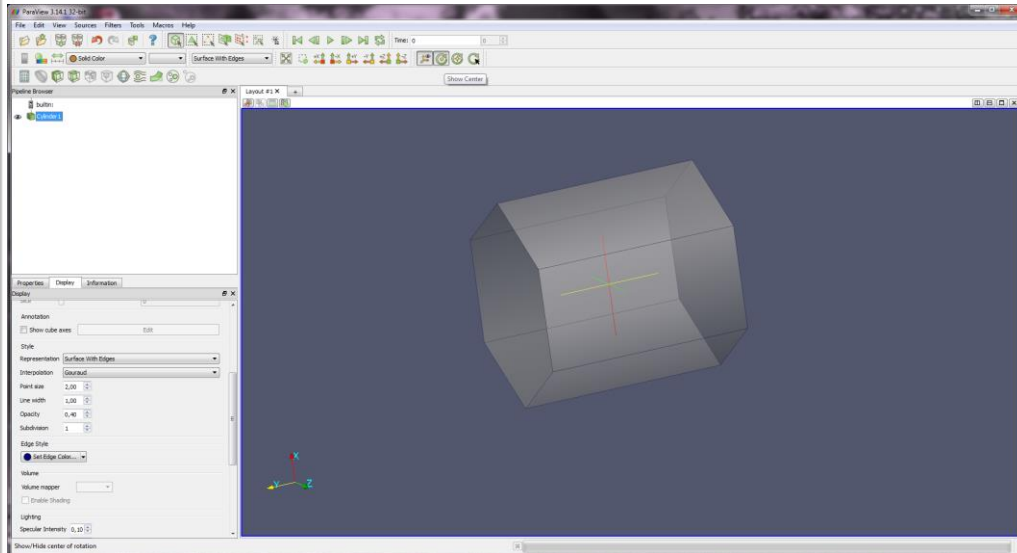 ParaView 3.14.1 32-bit
File Edit View Sources Filters Tools Macros Help
Time: 0 0
Solid Color Surface With Edges
Show Center
Pipeline Browser
Layout #1
builtin:
Cylinder1
Properties Display Information
Display
Annotation
Show cube axes Edit
Style
Representation Surface With Edges
Interpolation Gouraud
Point size 2,00
Line width 1,00
Opacity 0,40
Subdivision 1
Edge Style
Set Edge Color...
Volume
Volume mapper
Enable Shading
Lighting
Specular Intensity 0,10
X
Y Z
Show/Hide center of rotation